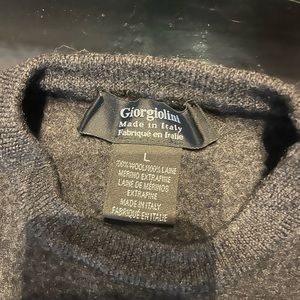 Giorgiolini
Made in Italy
Fabriqué en Italie
L
100% WOOL/100% LAINE
MERINO EXTRAFINE
LAINE DE MERINOS
EXTRAFINE
MADE IN ITALY
FABRIQUÉ EN ITALIE